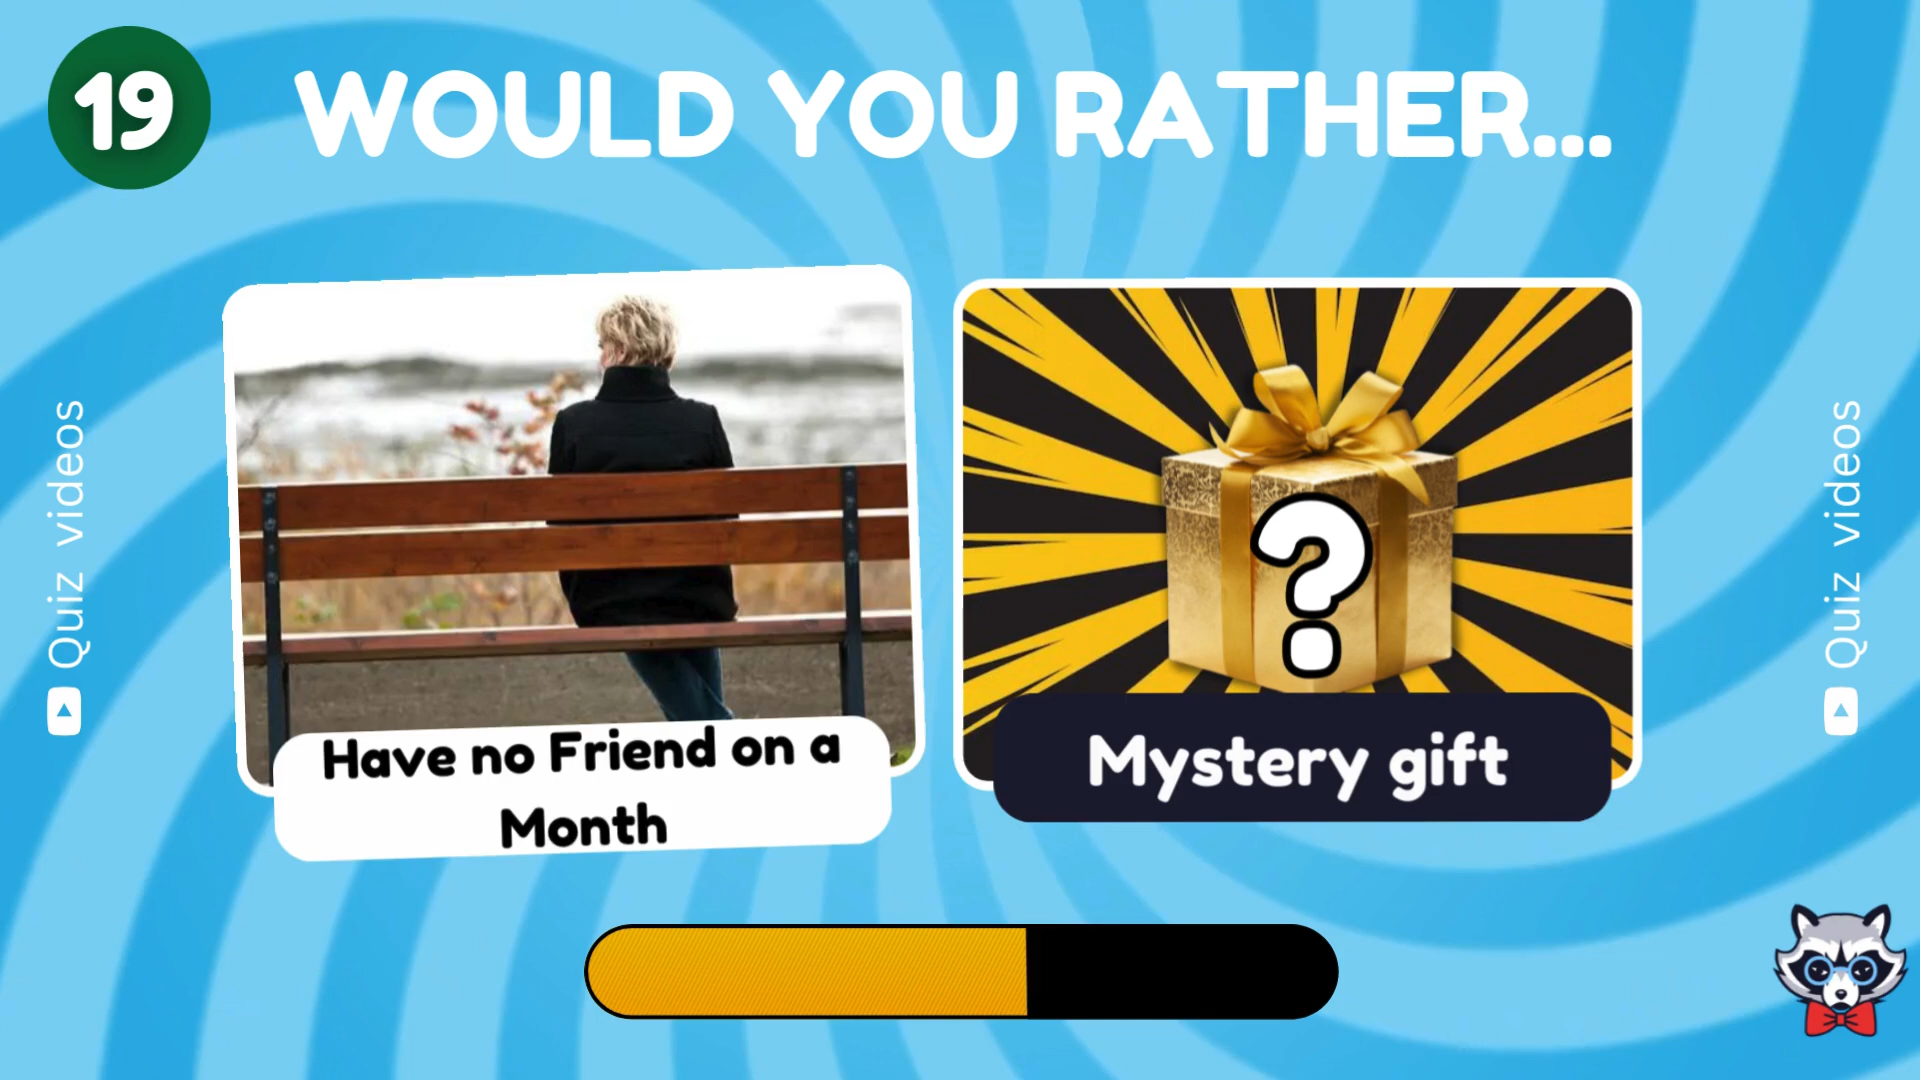 19
WOULD YOU RATHER...
Have no Friend on a
Month
?
Mystery gift
Quiz videos
Quiz videos